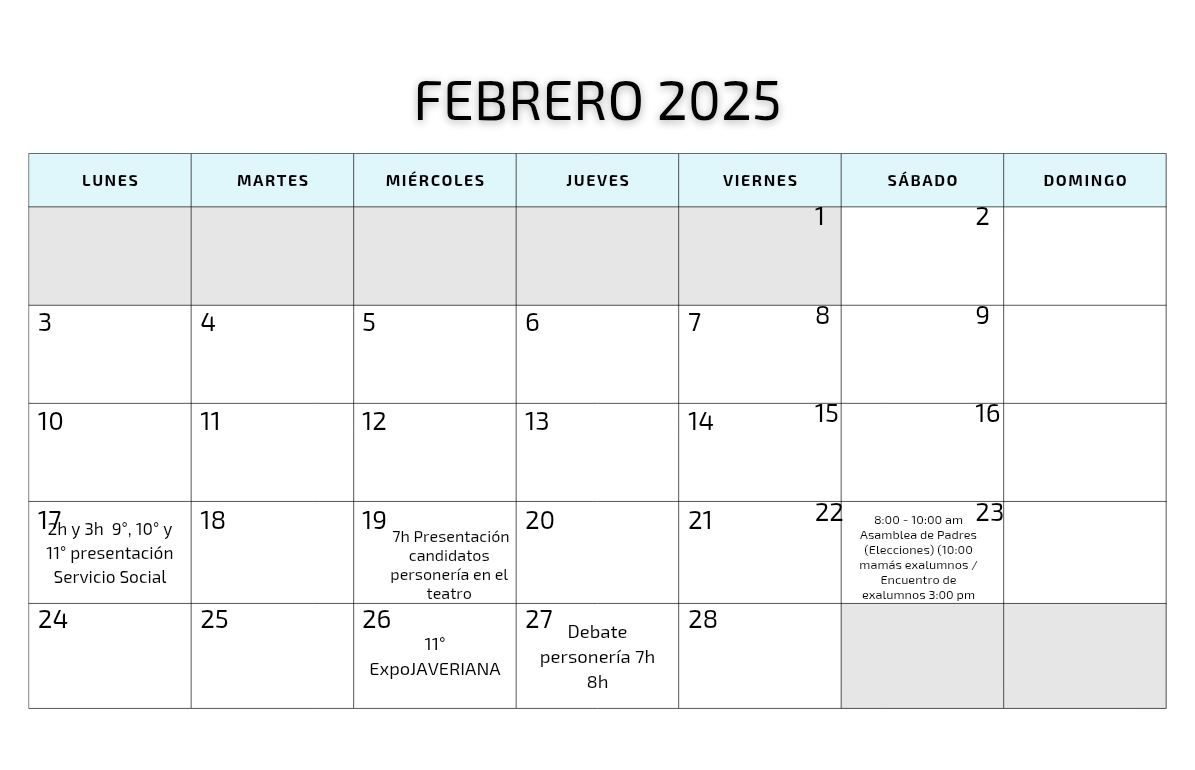 FEBRERO 2025
LUNES MARTES MIÉRCOLES JUEVES VIERNES SÁBADO DOMINGO
1 2
3 4 5 6 7 8 9
10 11 12 13 14 15 16
17 18 19 20 21 22 23
2h y 3h 9°, 10° y
11° presentación
Servicio Social
7h Presentación
candidatos
personería en el
teatro
8:00 - 10:00 am
Asamblea de Padres
(Elecciones) (10:00
mamás exalumnos /
Encuentro de
exalumnos 3:00 pm
24 25 26 27 28
11°
ExpoJAVERIANA
Debate
personería 7h
8h